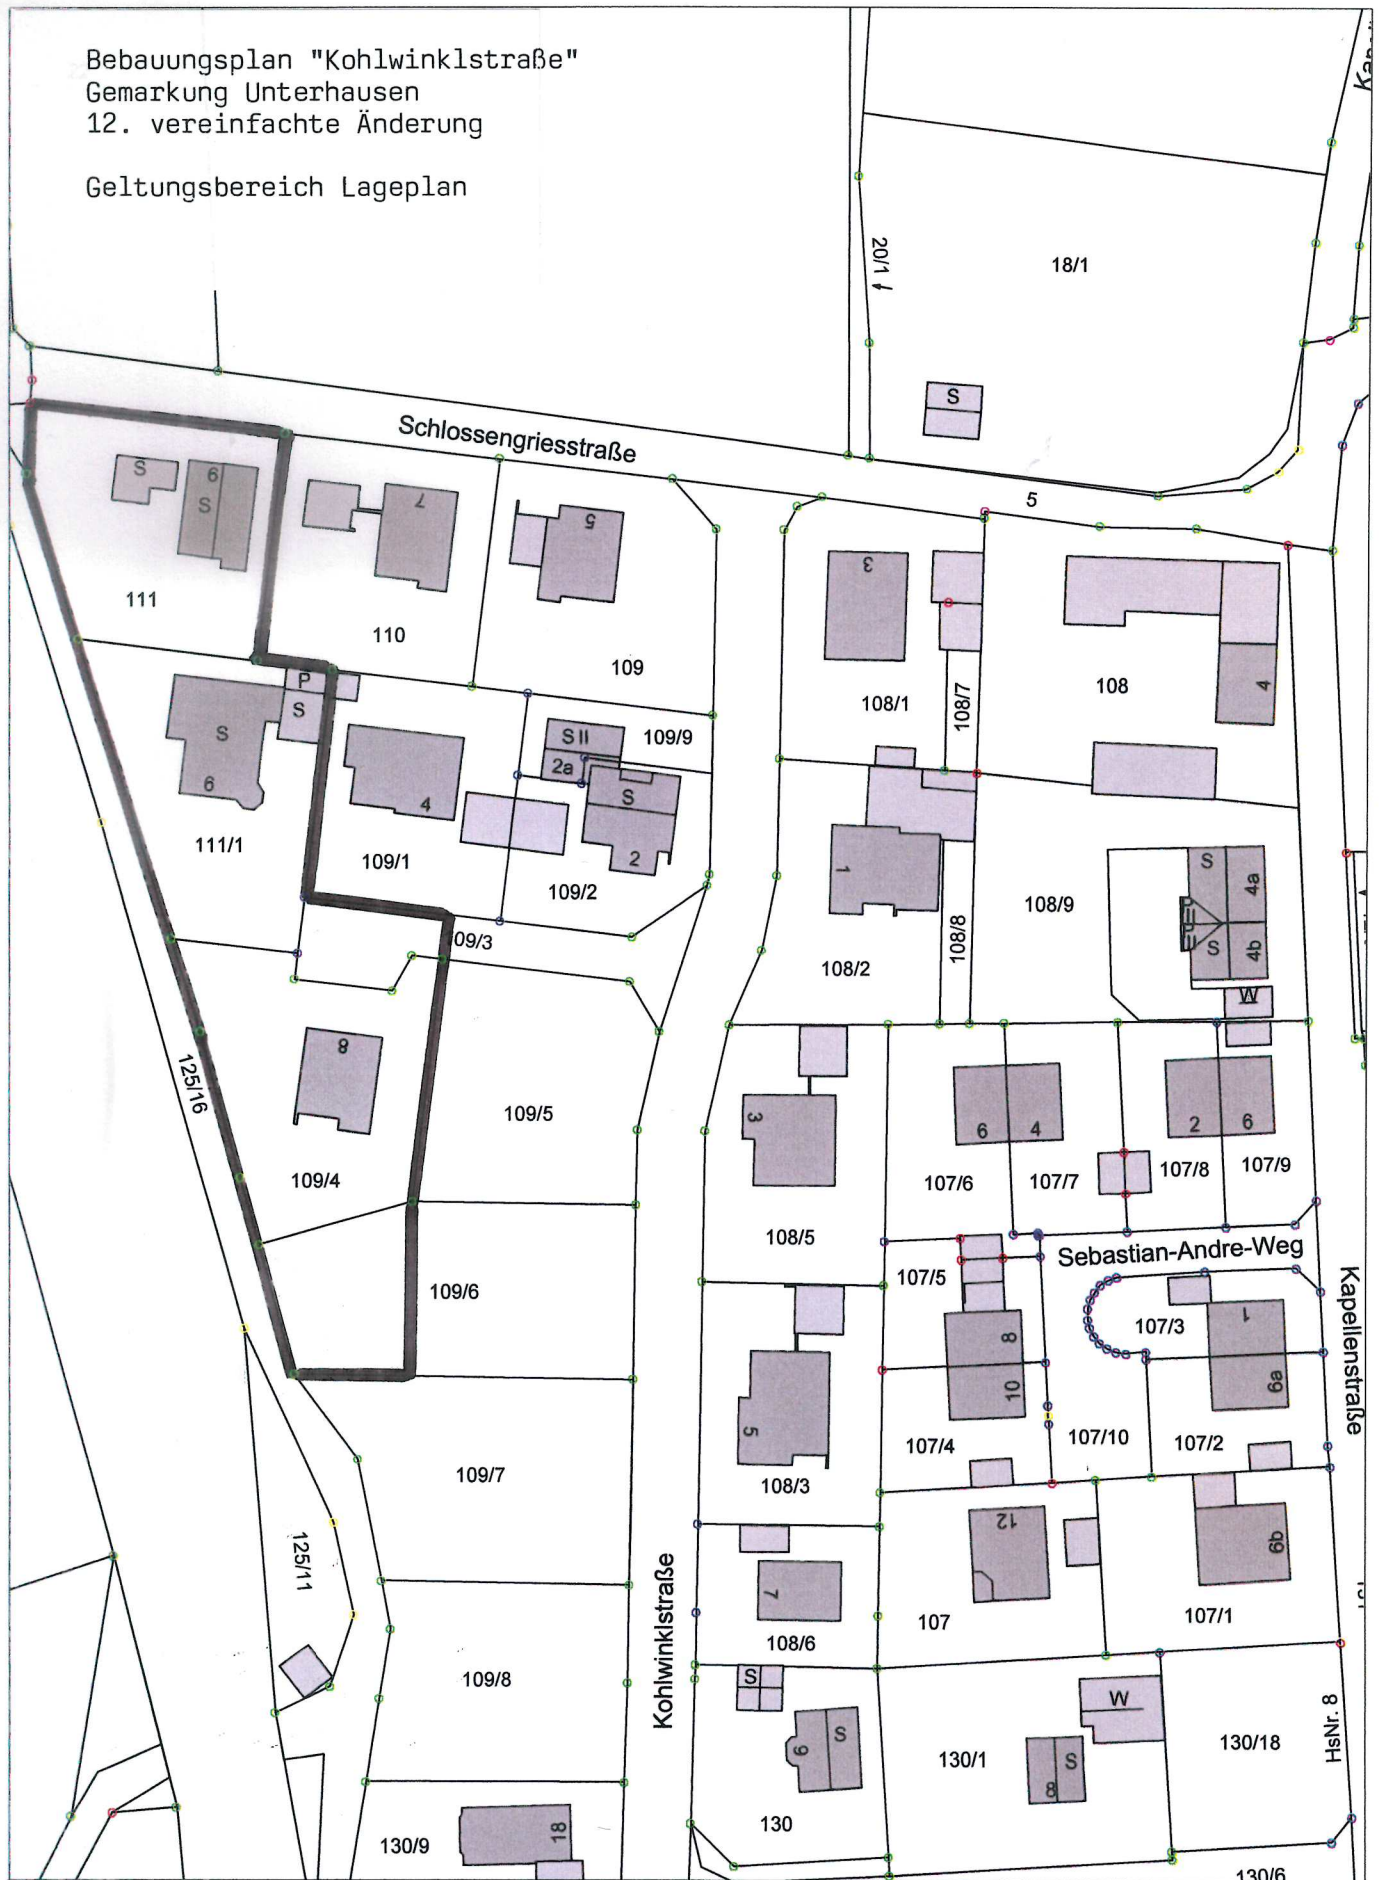 Bebauungsplan "Kohlwinklstraße"
Gemarkung Unterhausen
12. vereinfachte Änderung
Geltungsbereich Lageplan
20/1
18/1
S
Schlossengriesstraße
5
S
6
S
7
5
3
111
110
109
108/1
108/7
108
4
P
S
S
6
S II
2a
109/9
S
4
2
111/1
109/1
109/2
1
108/9
S
4a
S
4b
W
09/3
108/2
108/8
8
125/16
109/5
3
6
4
2
6
109/4
107/6
107/7
107/8
107/9
108/5
Sebastian-Andre-Weg
107/5
109/6
8
10
107/3
1
6a
Kapellenstraße
5
107/4
107/10
107/2
109/7
108/3
12
6b
125/11
Kohlwinklstraße
7
107
107/1
108/6
109/8
S
9
S
W
130/1
8
S
130/18
HsNr. 8
130/9
18
130
130/6